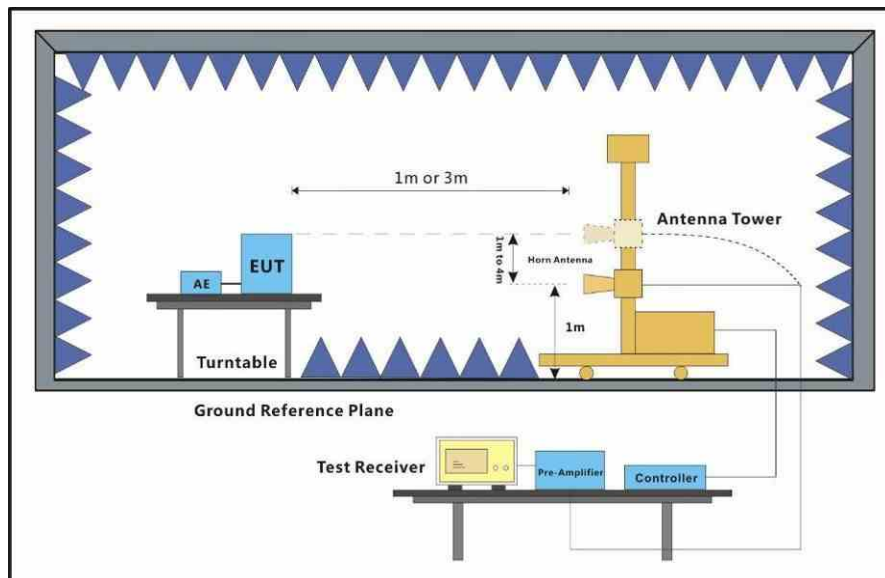 1m or 3m
Antenna Tower
1m to 4m
Horn Antenna
EUT
AE
1m
Turntable
Ground Reference Plane
Test Receiver
Pre-Amplifier
Controller